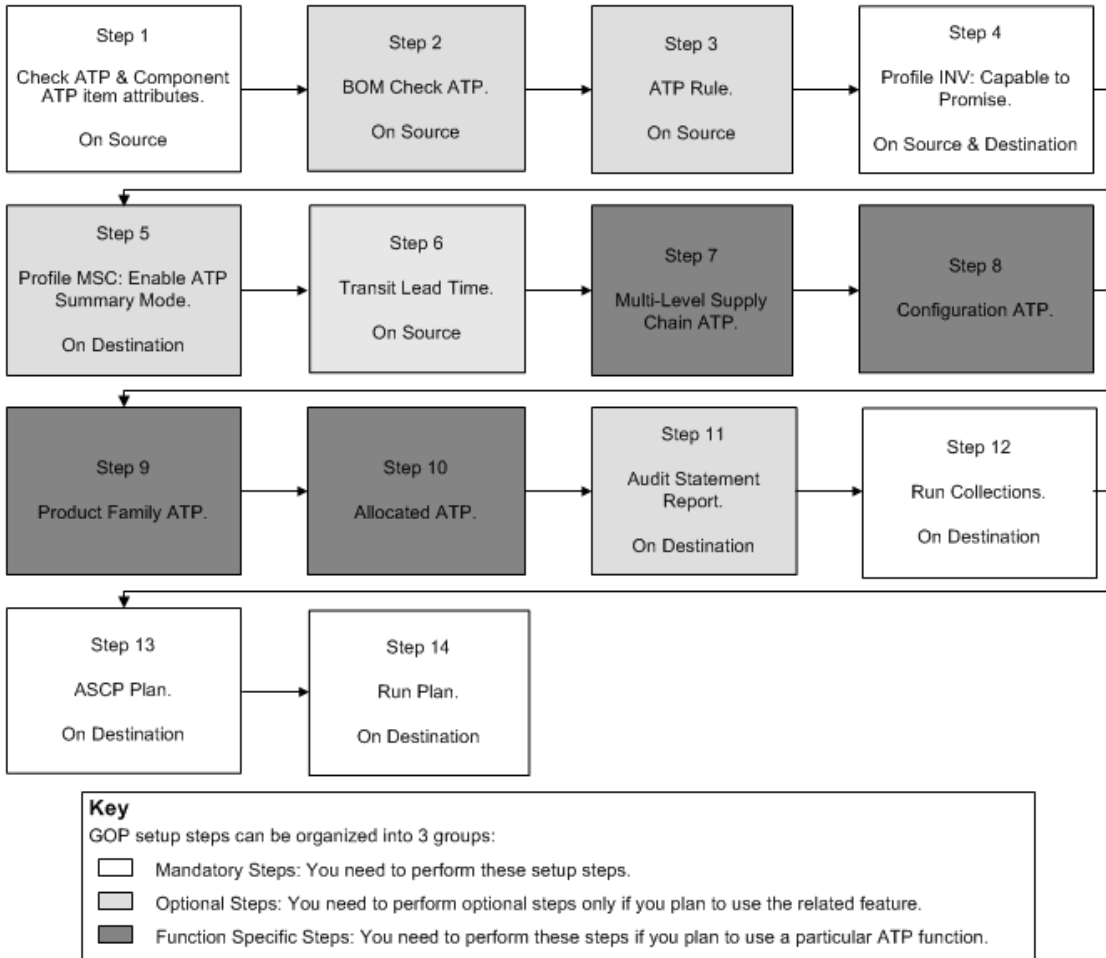 Step 1
Check ATP & Component
ATP item attributes.
On Source
Step 2
BOM Check ATP.
On Source
Step 3
ATP Rule.
On Source
Step 4
Profile INV: Capable to
Promise.
On Source & Destination
Step 5
Profile MSC: Enable ATP
Summary Mode.
On Destination
Step 6
Transit Lead Time.
On Source
Step 7
Multi-Level Supply
Chain ATP.
Step 8
Configuration ATP.
Step 9
Product Family ATP.
Step 10
Allocated ATP.
Step 11
Audit Statement
Report.
On Destination
Step 12
Run Collections.
On Destination
Step 13
ASCP Plan.
On Destination
Step 14
Run Plan.
On Destination
Key
GOP setup steps can be organized into 3 groups:
Mandatory Steps: You need to perform these setup steps.
Optional Steps: You need to perform optional steps only if you plan to use the related feature.
Function Specific Steps: You need to perform these steps if you plan to use a particular ATP function.